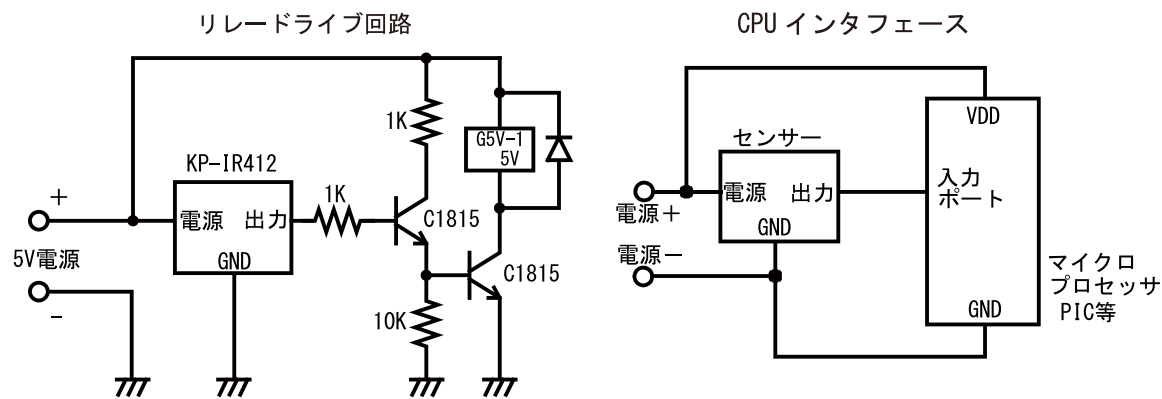 リレードライブ回路
1K
G5V-1
5V
KP-IR412
1K
+
電源 出力
C1815
5V電源
GND
C1815
-
10K
CPU インタフェース
VDD
センサー
電源 出力
入力
ポート
電源+
GND
電源-
マイクロ
プロセッサ
PIC等
GND